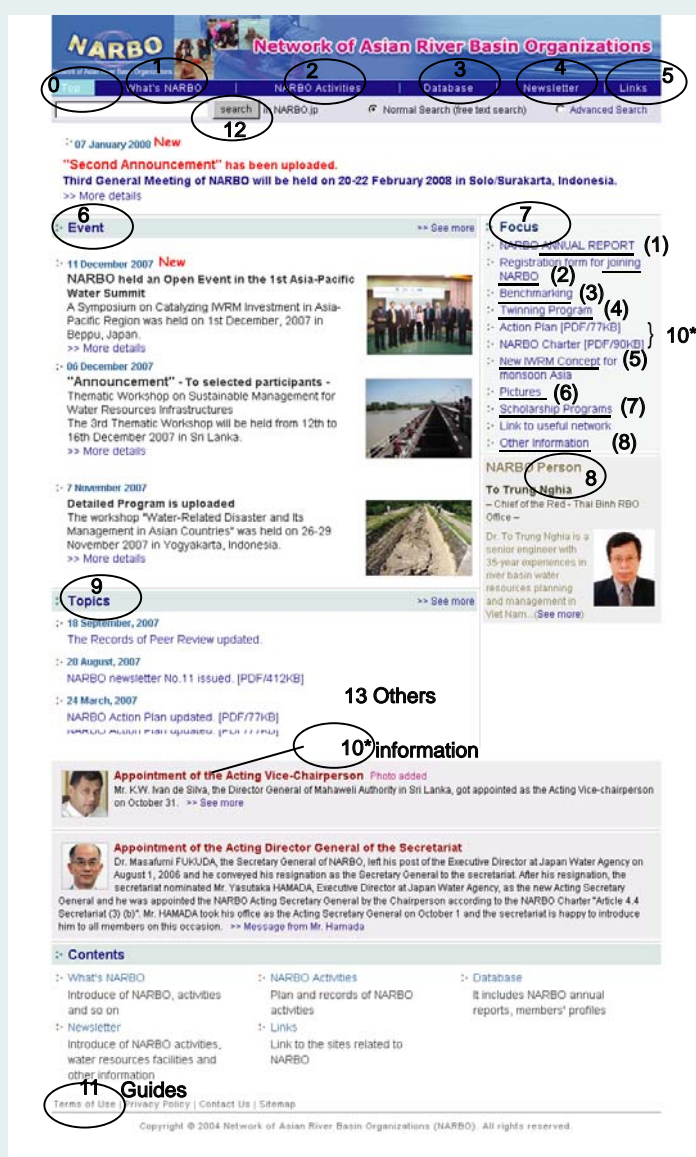 NARBO
Network of Asian River Basin Organizations
Network of Asian River Basin Organizations
0 1 2 3 4 5
Top What's NARBO | NARBO Activities | Database | Newsletter | Links
search in NARBO.jp Normal Search (free text search) Advanced Search
12
07 January 2008 New
"Second Announcement" has been uploaded.
Third General Meeting of NARBO will be held on 20-22 February 2008 in Solo/Surakarta, Indonesia.
>> More details
6
Event >> See more
11 December 2007 New
NARBO held an Open Event in the 1st Asia-Pacific
Water Summit
A Symposium on Catalyzing IWRM Investment in Asia-
Pacific Region was held on 1st December, 2007 in
Beppu, Japan.
>> More details
06 December 2007
"Announcement" - To selected participants -
Thematic Workshop on Sustainable Management for
Water Resources Infrastructures
The 3rd Thematic Workshop will be held from 12th to
16th December 2007 in Sri Lanka.
>> More details
7 November 2007
Detailed Program is uploaded
The workshop "Water-Related Disaster and Its
Management in Asian Countries" was held on 26-29
November 2007 in Yogyakarta, Indonesia.
>> More details
7
Focus
NARBO ANNUAL REPORT (1)
Registration form for joining
NARBO (2)
Benchmarking (3)
Twinning Program (4)
Action Plan [PDF/77KB]
NARBO Charter [PDF/90KB] } 10*
New IWRM Concept for (5)
monsoon Asia
Pictures (6)
Scholarship Programs (7)
Link to useful network
Other Information (8)
NARBO Person
8
To Trung Nghia
– Chief of the Red - Thai Binh RBO
Office –
Dr. To Trung Nghia is a
senior engineer with
35-year experiences in
river basin water
resources planning
and management in
Viet Nam...(See more)
9
Topics >> See more
18 September, 2007
The Records of Peer Review updated.
20 August, 2007
NARBO newsletter No.11 issued. [PDF/412KB]
24 March, 2007
13 Others
NARBO Action Plan updated. [PDF/77KB]
NARBO Action Plan updated. [PDF/77KB]
10* information
Appointment of the Acting Vice-Chairperson Photo added
Mr. K.W. Ivan de Silva, the Director General of Mahaweli Authority in Sri Lanka, got appointed as the Acting Vice-chairperson
on October 31. >> See more
Appointment of the Acting Director General of the Secretariat
Dr. Masafumi FUKUDA, the Secretary General of NARBO, left his post of the Executive Director at Japan Water Agency on
August 1, 2006 and he conveyed his resignation as the Secretary General to the secretariat. After his resignation, the
secretariat nominated Mr. Yasutaka HAMADA, Executive Director at Japan Water Agency, as the new Acting Secretary
General and he was appointed the NARBO Acting Secretary General by the Chairperson according to the NARBO Charter "Article 4.4
Secretariat (3) (b)". Mr. HAMADA took his office as the Acting Secretary General on October 1 and the secretariat is happy to introduce
him to all members on this occasion. >> Message from Mr. Hamada
Contents
What's NARBO
Introduce of NARBO, activities
and so on
NARBO Activities
Plan and records of NARBO
activities
Database
It includes NARBO annual
reports, members' profiles
Newsletter
Introduce of NARBO activities,
water resources facilities and
other information
Links
Link to the sites related to
NARBO
11 Guides
Terms of Use | Privacy Policy | Contact Us | Sitemap
Copyright © 2004 Network of Asian River Basin Organizations (NARBO). All rights reserved.